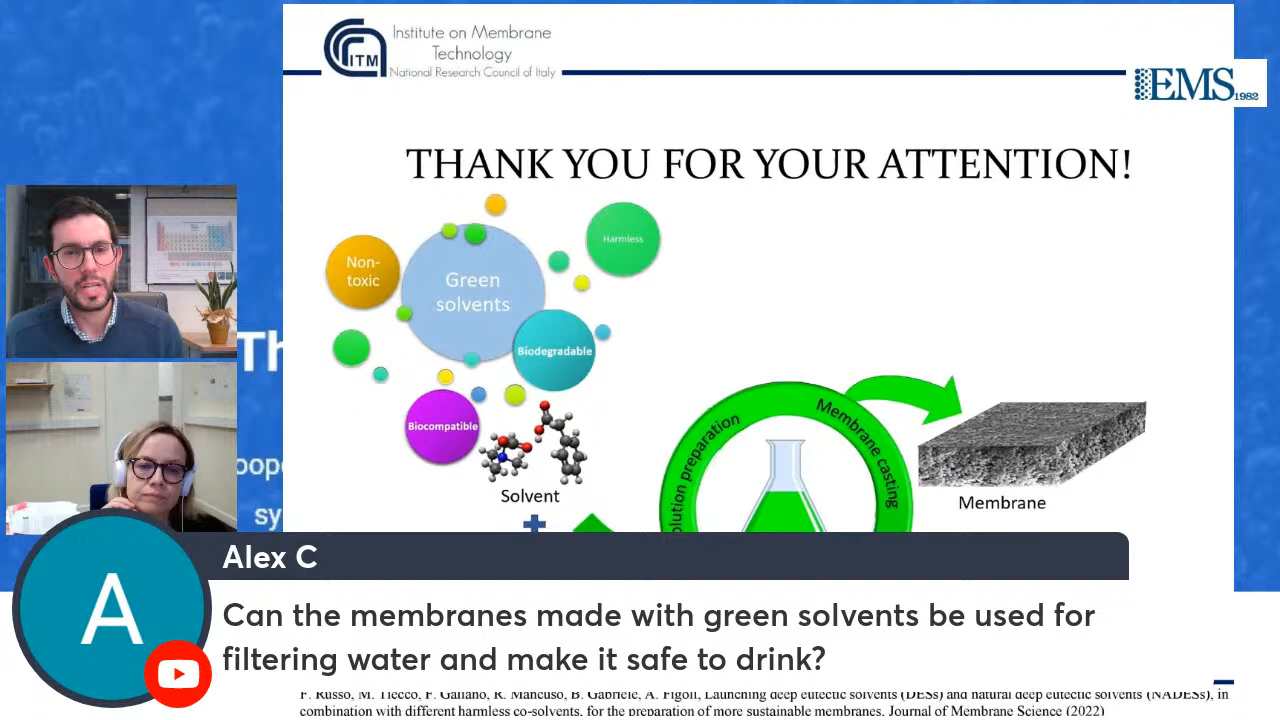 Institute on Membrane
Technology
National Research Council of Italy
ITM
EMS
1982
THANK YOU FOR YOUR ATTENTION!
Harmless
Non-
toxic
Green
solvents
Biodegradable
Biocompatible
Solvent
Membrane casting
Membrane
Th
sy
Alex C
A
Can the membranes made with green solvents be used for
filtering water and make it safe to drink?
F. Russo, M. Tiecco, F. Galiano, R. Mancuso, B. Gabriele, A. Figoli, Launching deep eutectic solvents (DESs) and natural deep eutectic solvents (NADESs), in
combination with different harmless co-solvents, for the preparation of more sustainable membranes, Journal of Membrane Science (2022)